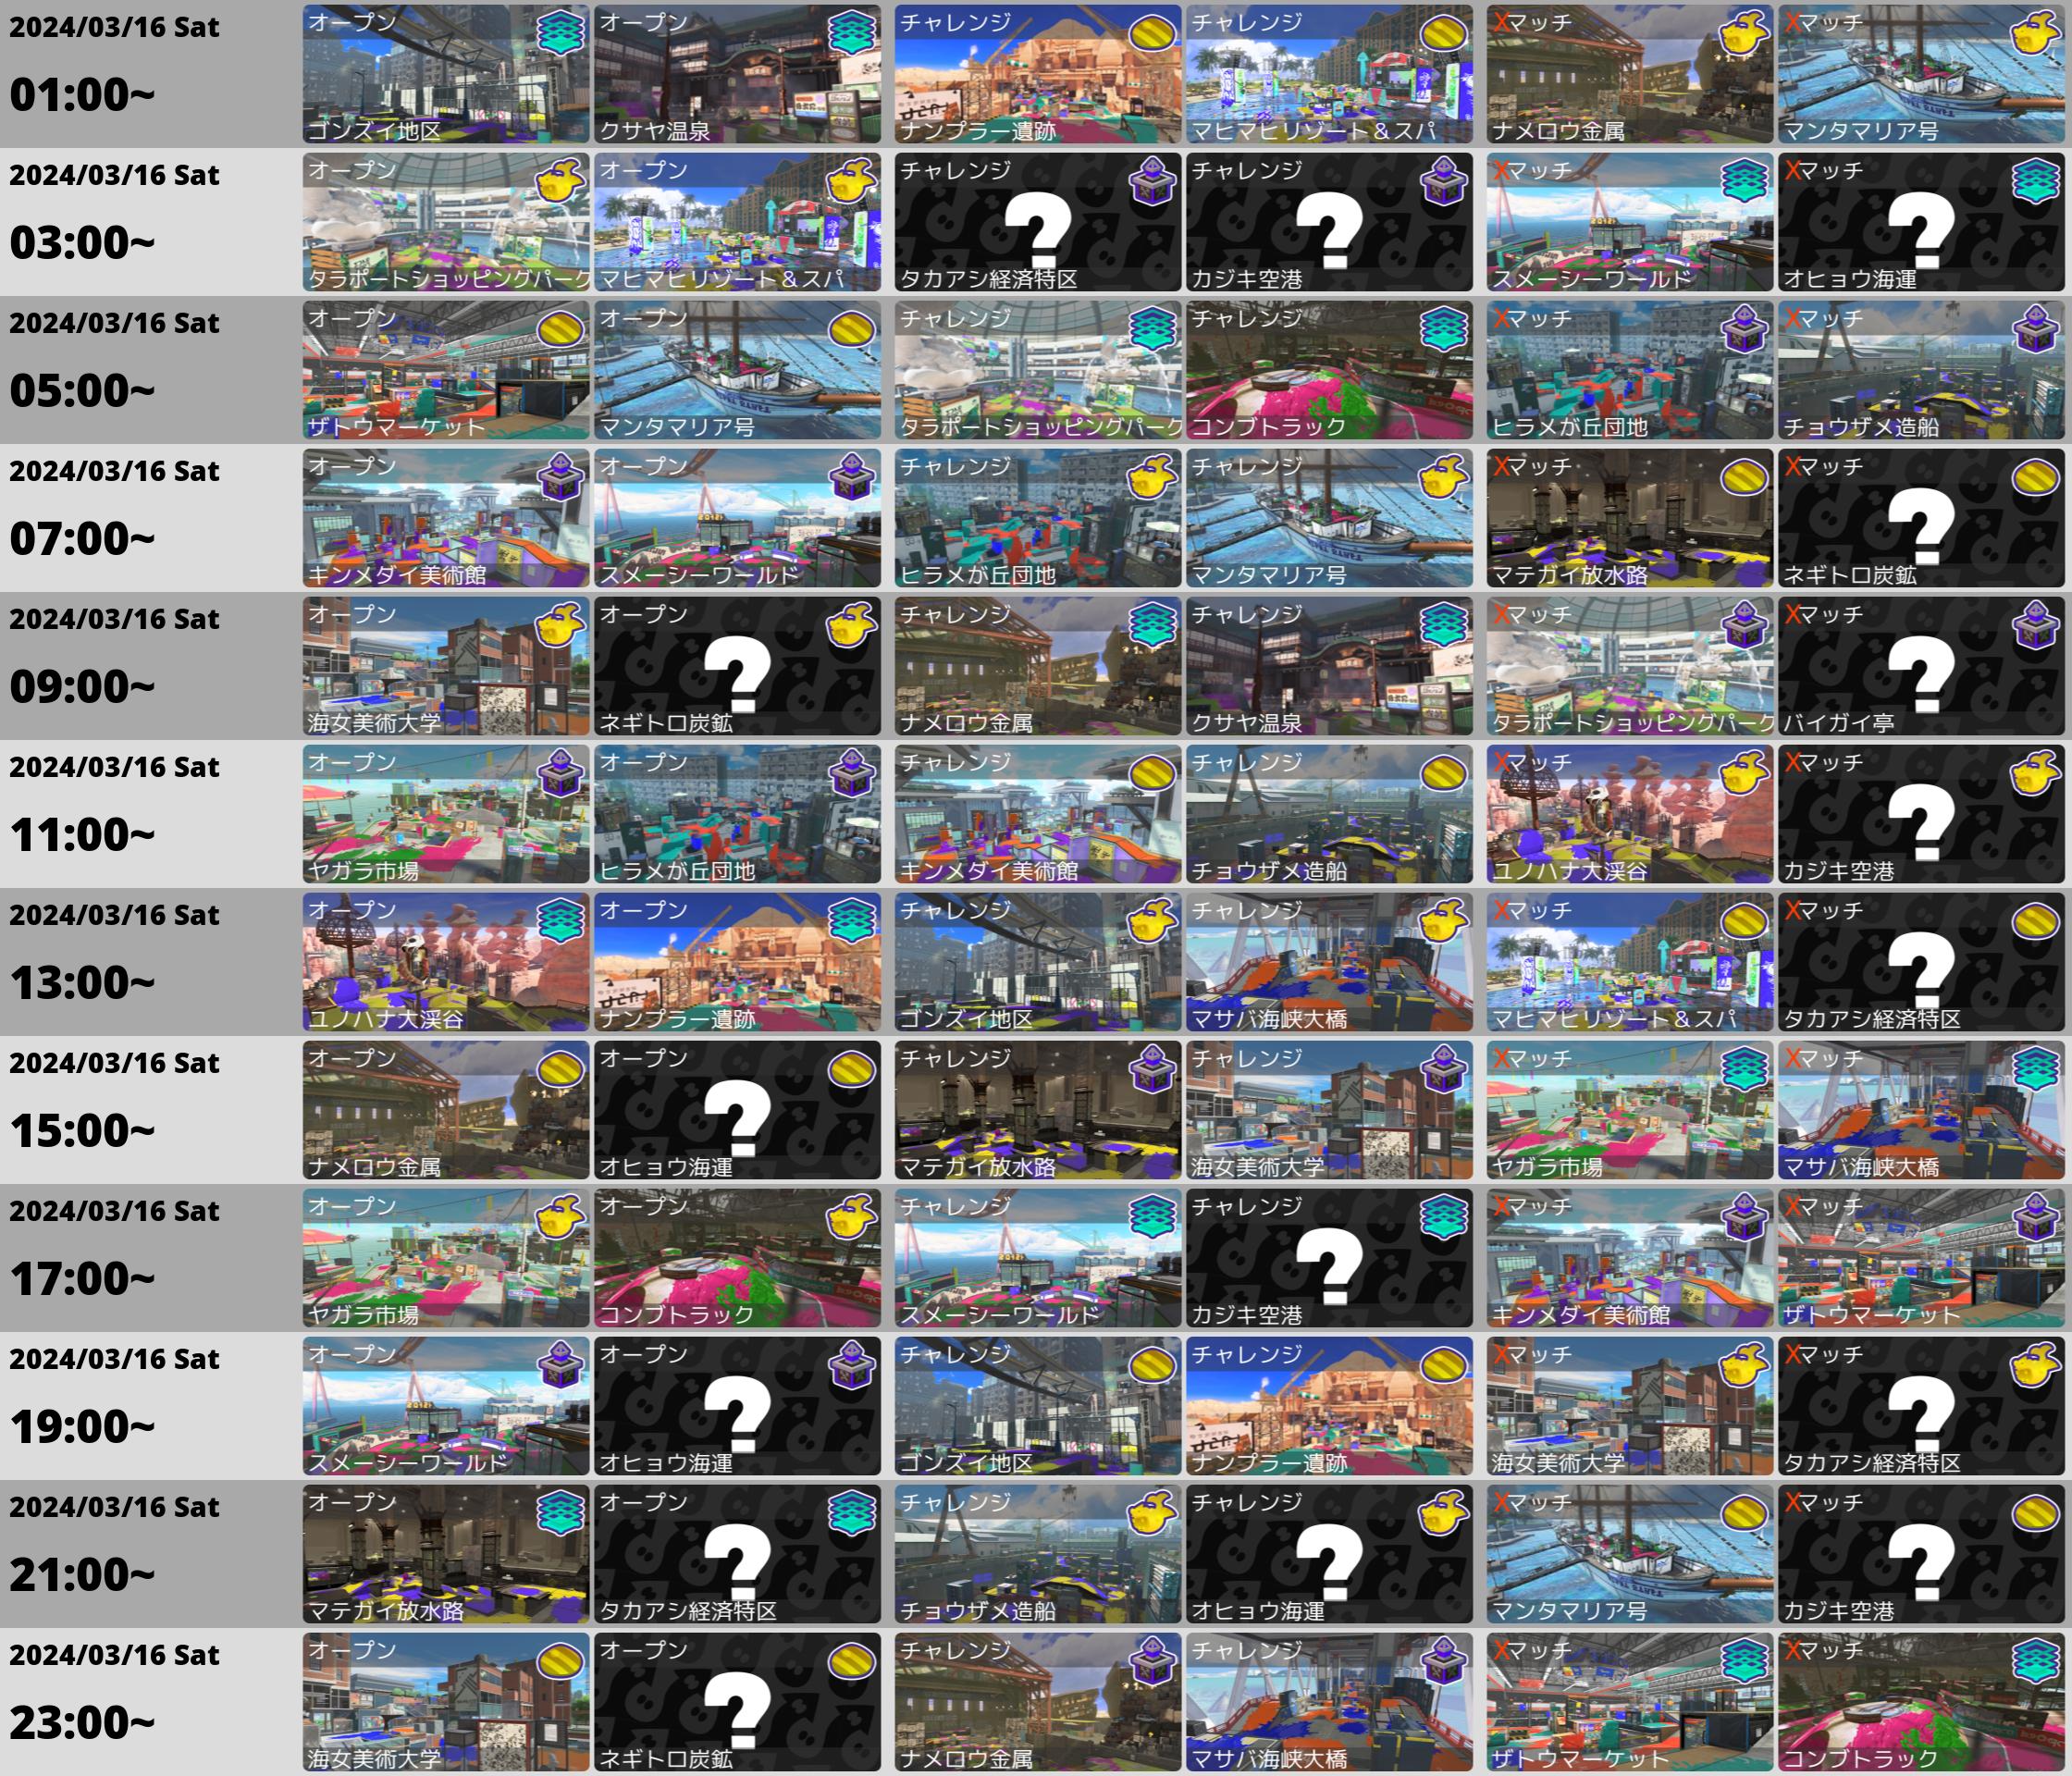 2024/03/16 Sat
01:00~
オープン
ゴンズイ地区
オープン
クサヤ温泉
チャレンジ
ナンプラー遺跡
チャレンジ
マヒマヒリゾート＆スパ
Xマッチ
ナメロウ金属
Xマッチ
マンタマリア号
2024/03/16 Sat
03:00~
オープン
タラポートショッピングパーク
オープン
マヒマヒリゾート＆スパ
チャレンジ
?
タカアシ経済特区
チャレンジ
?
カジキ空港
Xマッチ
スメーシーワールド
Xマッチ
?
オヒョウ海運
2024/03/16 Sat
05:00~
オープン
ザトウマーケット
オープン
マンタマリア号
チャレンジ
タラポートショッピングパーク
チャレンジ
コンブトラック
Xマッチ
ヒラメが丘団地
Xマッチ
チョウザメ造船
2024/03/16 Sat
07:00~
オープン
キンメダイ美術館
オープン
スメーシーワールド
チャレンジ
ヒラメが丘団地
チャレンジ
マンタマリア号
Xマッチ
マテガイ放水路
Xマッチ
?
ネギトロ炭鉱
2024/03/16 Sat
09:00~
オープン
海女美術大学
オープン
?
ネギトロ炭鉱
チャレンジ
ナメロウ金属
チャレンジ
クサヤ温泉
Xマッチ
タラポートショッピングパーク
Xマッチ
?
バイガイ亭
2024/03/16 Sat
11:00~
オープン
ヤガラ市場
オープン
ヒラメが丘団地
チャレンジ
キンメダイ美術館
チャレンジ
チョウザメ造船
Xマッチ
ユノハナ大渓谷
Xマッチ
?
カジキ空港
2024/03/16 Sat
13:00~
オープン
ユノハナ大渓谷
オープン
ナンプラー遺跡
チャレンジ
ゴンズイ地区
チャレンジ
マサバ海峡大橋
Xマッチ
マヒマヒリゾート＆スパ
Xマッチ
?
タカアシ経済特区
2024/03/16 Sat
15:00~
オープン
ナメロウ金属
オープン
?
オヒョウ海運
チャレンジ
マテガイ放水路
チャレンジ
海女美術大学
Xマッチ
ヤガラ市場
Xマッチ
マサバ海峡大橋
2024/03/16 Sat
17:00~
オープン
ヤガラ市場
オープン
コンブトラック
チャレンジ
スメーシーワールド
チャレンジ
?
カジキ空港
Xマッチ
キンメダイ美術館
Xマッチ
ザトウマーケット
2024/03/16 Sat
19:00~
オープン
スメーシーワールド
オープン
?
オヒョウ海運
チャレンジ
ゴンズイ地区
チャレンジ
ナンプラー遺跡
Xマッチ
海女美術大学
Xマッチ
?
タカアシ経済特区
2024/03/16 Sat
21:00~
オープン
マテガイ放水路
オープン
?
タカアシ経済特区
チャレンジ
チョウザメ造船
チャレンジ
?
オヒョウ海運
Xマッチ
マンタマリア号
Xマッチ
?
カジキ空港
2024/03/16 Sat
23:00~
オープン
海女美術大学
オープン
?
ネギトロ炭鉱
チャレンジ
ナメロウ金属
チャレンジ
マサバ海峡大橋
Xマッチ
ザトウマーケット
Xマッチ
コンブトラック